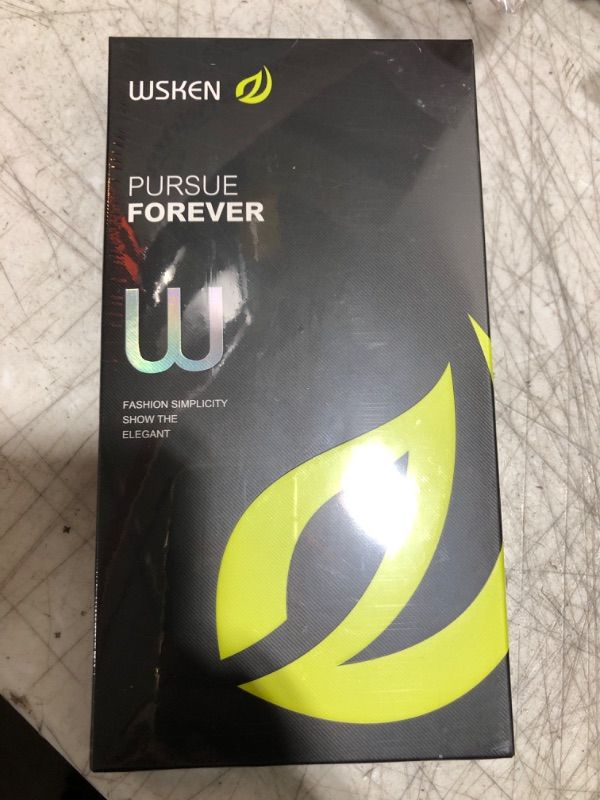 WSKEN
PURSUE
FOREVER
W
FASHION SIMPLICITY
SHOW THE
ELEGANT